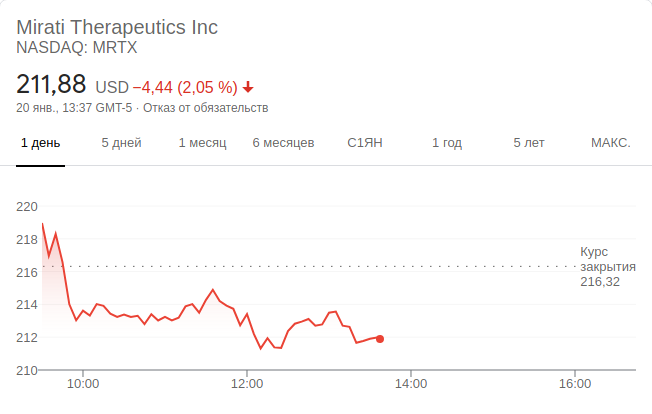 Mirati Therapeutics Inc
NASDAQ: MRTX
211,88 USD −4,44 (2,05 %)
20 янв., 13:37 GMT-5 · Отказ от обязательств
1 день 5 дней 1 месяц 6 месяцев С1ЯН 1 год 5 лет МАКС.
220
218
216
214
212
210
Курс
закрытия
216,32
10:00 12:00 14:00 16:00